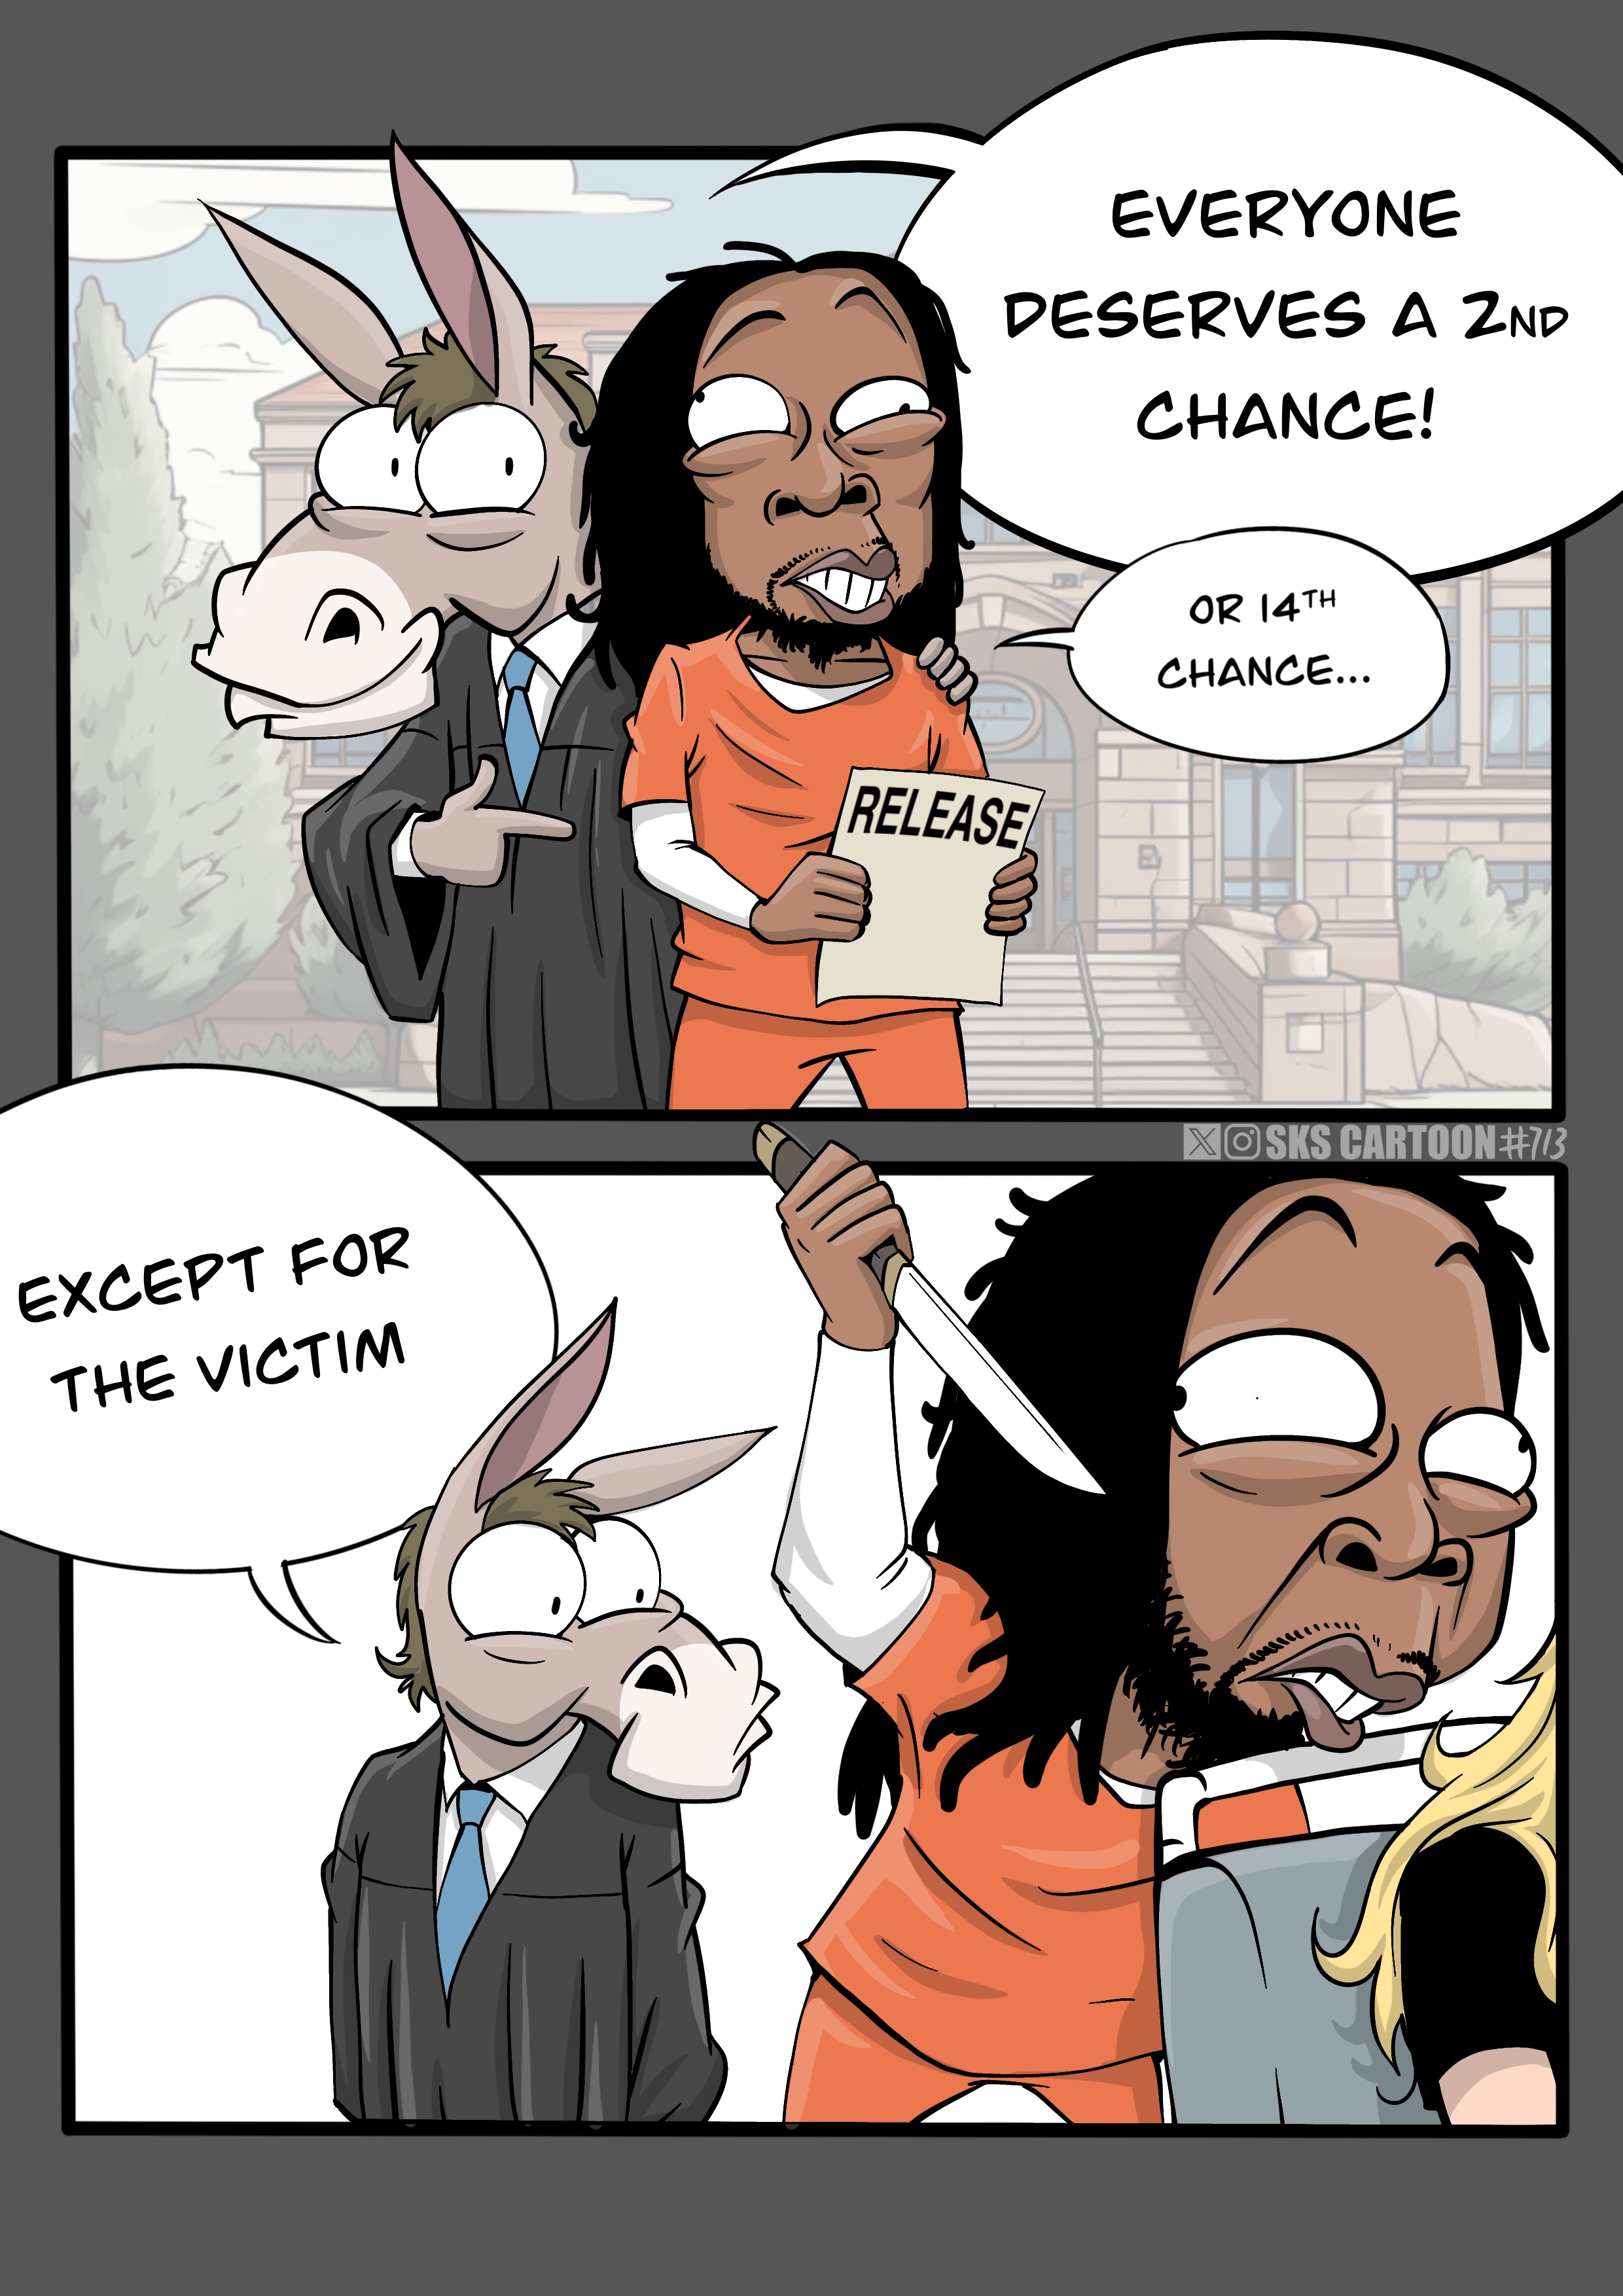 EVERYONE
DESERVES A 2ND
CHANCE!
OR 14TH
CHANCE...
RELEASE
SKS CARTOON #713
EXCEPT FOR
THE VICTIM